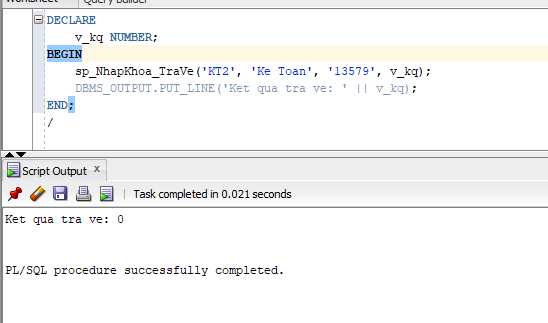 Worksheet Query Builder
DECLARE
v_kq NUMBER;
BEGIN
sp_NhapKhoa_TraVe('KT2', 'Ke Toan', '13579', v_kq);
DBMS_OUTPUT.PUT_LINE('Ket qua tra ve: ' || v_kq);
END;
/
Script Output x
Task completed in 0.021 seconds
Ket qua tra ve: 0
PL/SQL procedure successfully completed.